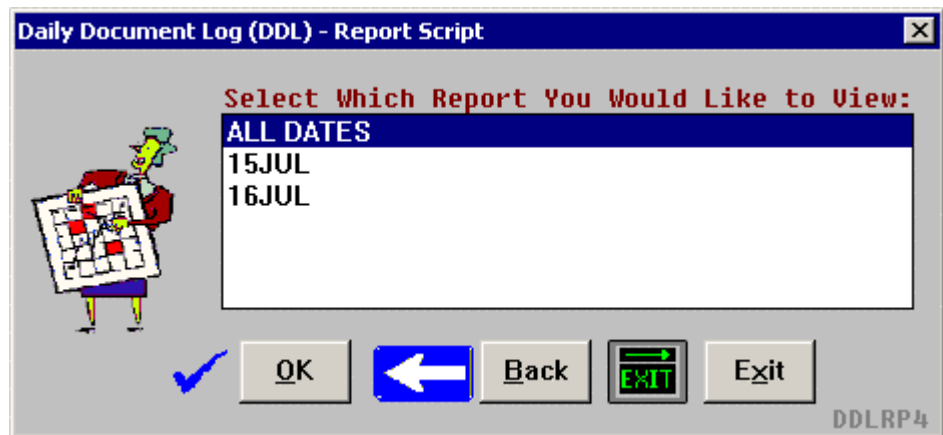 Daily Document Log (DDL) - Report Script
Select Which Report You Would Like to View:
ALL DATES
15JUL
16JUL
OK Back EXIT Exit
DDLRP4